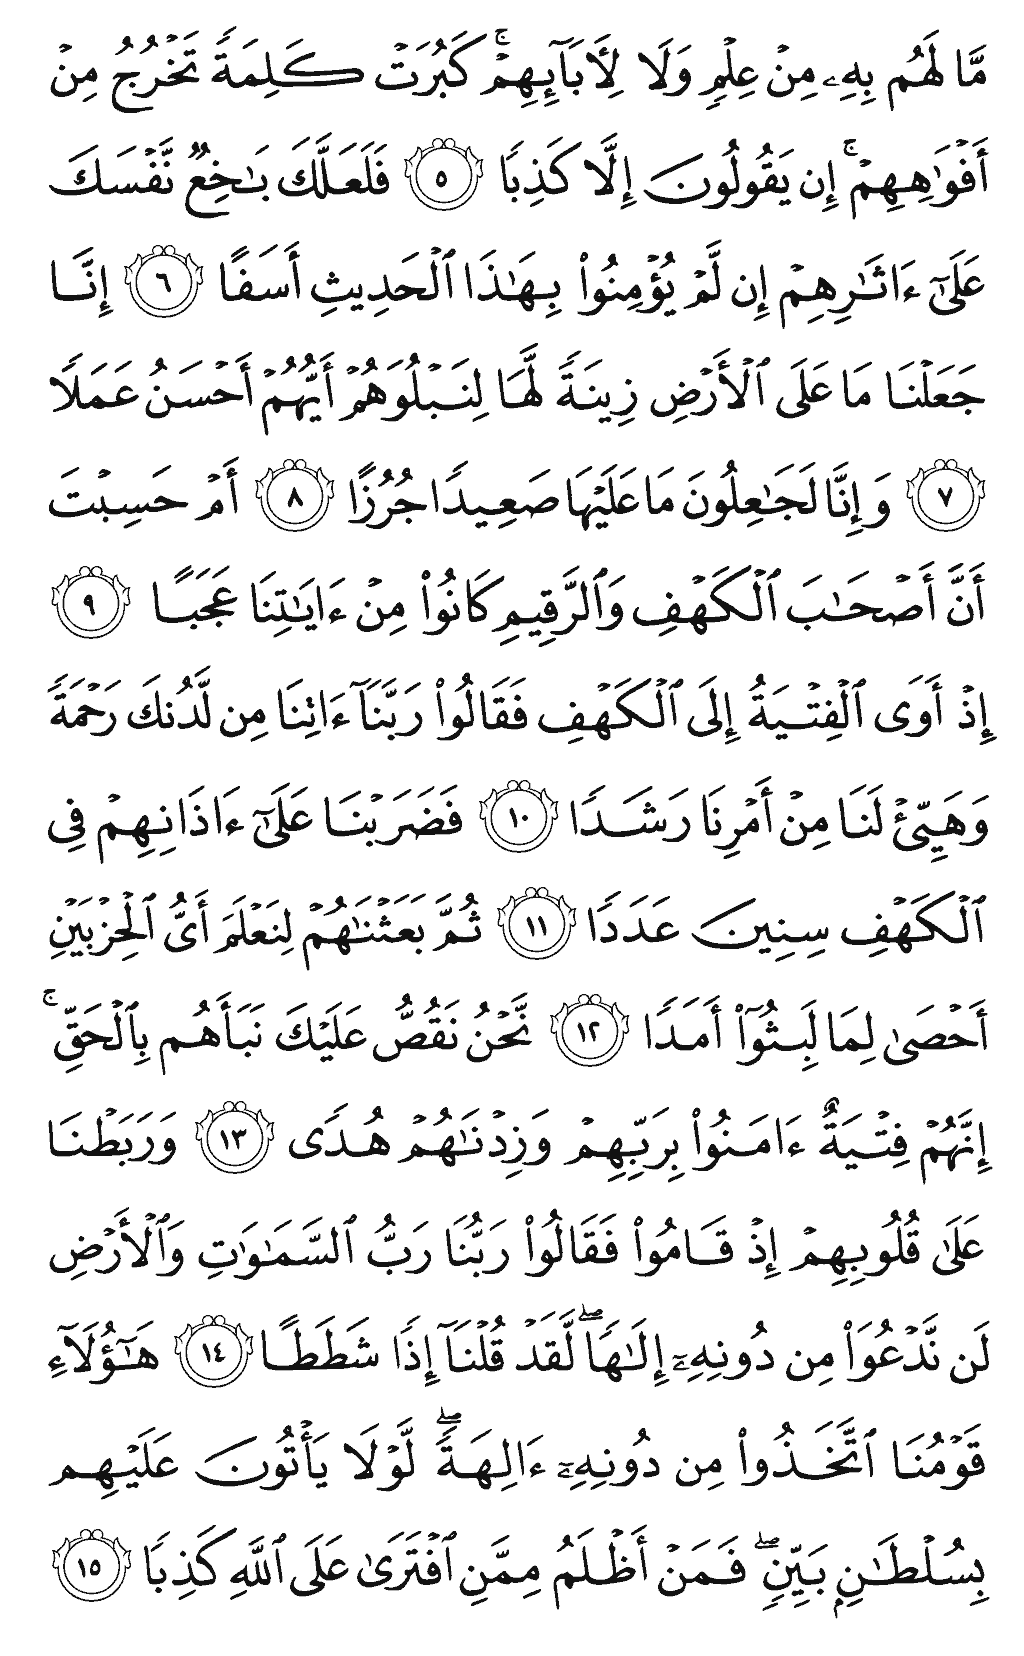 مَّا لَهُم بِهِۦ مِنْ عِلْمٍ وَلَا لِأَبَآئِهِمْ ۚ كَبُرَتْ كَلِمَةً تَخْرُجُ مِنْ
أَفْوَٰهِهِمْ ۚ إِن يَقُولُونَ إِلَّا كَذِبًا ٥ فَلَعَلَّكَ بَـٰخِعٌ نَّفْسَكَ
عَلَىٰٓ ءَاثَـٰرِهِمْ إِن لَّمْ يُؤْمِنُوا۟ بِهَـٰذَا ٱلْحَدِيثِ أَسَفًا ٦ إِنَّا
جَعَلْنَا مَا عَلَى ٱلْأَرْضِ زِينَةً لَّهَا لِنَبْلُوَهُمْ أَيُّهُمْ أَحْسَنُ عَمَلًا
٧ وَإِنَّا لَجَـٰعِلُونَ مَا عَلَيْهَا صَعِيدًا جُرُزًا ٨ أَمْ حَسِبْتَ
أَنَّ أَصْحَـٰبَ ٱلْكَهْفِ وَٱلرَّقِيمِ كَانُوا۟ مِنْ ءَايَـٰتِنَا عَجَبًا ٩
إِذْ أَوَى ٱلْفِتْيَةُ إِلَى ٱلْكَهْفِ فَقَالُوا۟ رَبَّنَآ ءَاتِنَا مِن لَّدُنكَ رَحْمَةً
وَهَيِّئْ لَنَا مِنْ أَمْرِنَا رَشَدًا ١٠ فَضَرَبْنَا عَلَىٰٓ ءَاذَانِهِمْ فِى
ٱلْكَهْفِ سِنِينَ عَدَدًا ١١ ثُمَّ بَعَثْنَـٰهُمْ لِنَعْلَمَ أَىُّ ٱلْحِزْبَيْنِ
أَحْصَىٰ لِمَا لَبِثُوٓا۟ أَمَدًا ١٢ نَّحْنُ نَقُصُّ عَلَيْكَ نَبَأَهُم بِٱلْحَقِّ ۚ
إِنَّهُمْ فِتْيَةٌ ءَامَنُوا۟ بِرَبِّهِمْ وَزِدْنَـٰهُمْ هُدًى ١٣ وَرَبَطْنَا
عَلَىٰ قُلُوبِهِمْ إِذْ قَامُوا۟ فَقَالُوا۟ رَبُّنَا رَبُّ ٱلسَّمَـٰوَٰتِ وَٱلْأَرْضِ
لَن نَّدْعُوَا۟ مِن دُونِهِۦٓ إِلَـٰهًا ۖ لَّقَدْ قُلْنَآ إِذًا شَطَطًا ١٤ هَـٰٓؤُلَآءِ
قَوْمُنَا ٱتَّخَذُوا۟ مِن دُونِهِۦٓ ءَالِهَةً ۖ لَّوْلَا يَأْتُونَ عَلَيْهِم
بِسُلْطَـٰنٍۭ بَيِّنٍ ۖ فَمَنْ أَظْلَمُ مِمَّنِ ٱفْتَرَىٰ عَلَى ٱللَّهِ كَذِبًا ١٥